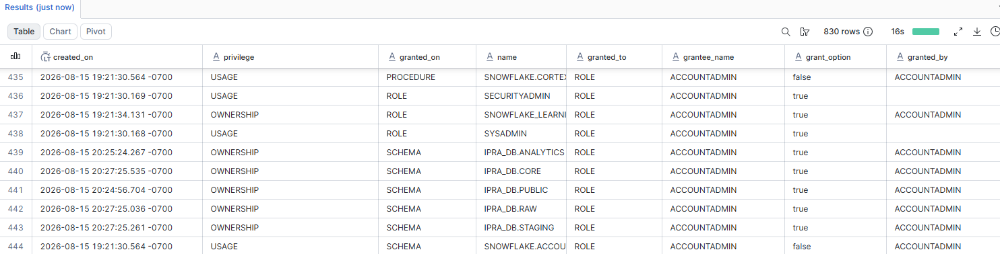 Results (just now)
Table Chart Pivot 830 rows 16s
created_on privilege granted_on name granted_to grantee_name grant_option granted_by
435 2026-08-15 19:21:30.564 -0700 USAGE PROCEDURE SNOWFLAKE.CORTEX ROLE ACCOUNTADMIN false ACCOUNTADMIN
436 2026-08-15 19:21:30.169 -0700 USAGE ROLE SECURITYADMIN ROLE ACCOUNTADMIN true
437 2026-08-15 19:21:34.131 -0700 OWNERSHIP ROLE SNOWFLAKE_LEARNI ROLE ACCOUNTADMIN true ACCOUNTADMIN
438 2026-08-15 19:21:30.168 -0700 USAGE ROLE SYSADMIN ROLE ACCOUNTADMIN true
439 2026-08-15 20:25:24.267 -0700 OWNERSHIP SCHEMA IPRA_DB.ANALYTICS ROLE ACCOUNTADMIN true ACCOUNTADMIN
440 2026-08-15 20:27:25.535 -0700 OWNERSHIP SCHEMA IPRA_DB.CORE ROLE ACCOUNTADMIN true ACCOUNTADMIN
441 2026-08-15 20:24:56.704 -0700 OWNERSHIP SCHEMA IPRA_DB.PUBLIC ROLE ACCOUNTADMIN true ACCOUNTADMIN
442 2026-08-15 20:27:25.036 -0700 OWNERSHIP SCHEMA IPRA_DB.RAW ROLE ACCOUNTADMIN true ACCOUNTADMIN
443 2026-08-15 20:27:25.261 -0700 OWNERSHIP SCHEMA IPRA_DB.STAGING ROLE ACCOUNTADMIN true ACCOUNTADMIN
444 2026-08-15 19:21:30.564 -0700 USAGE SCHEMA SNOWFLAKE.ACCOU ROLE ACCOUNTADMIN false ACCOUNTADMIN